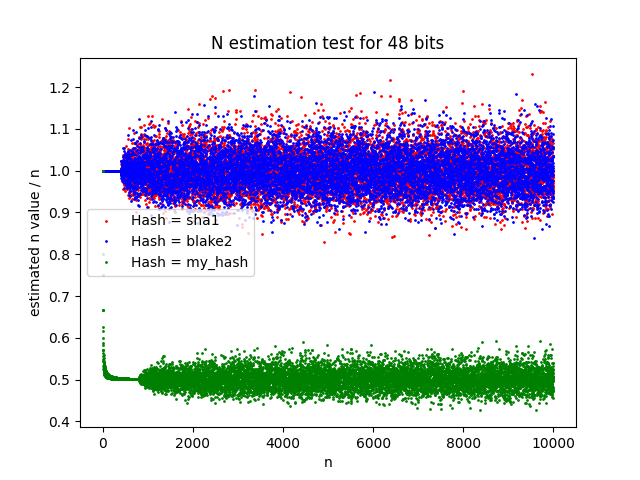 N estimation test for 48 bits
estimated n value / n
1.2
1.1
1.0
0.9
0.8
0.7
0.6
0.5
0.4
Hash = sha1
Hash = blake2
Hash = my_hash
0
2000
4000
6000
8000
10000
n